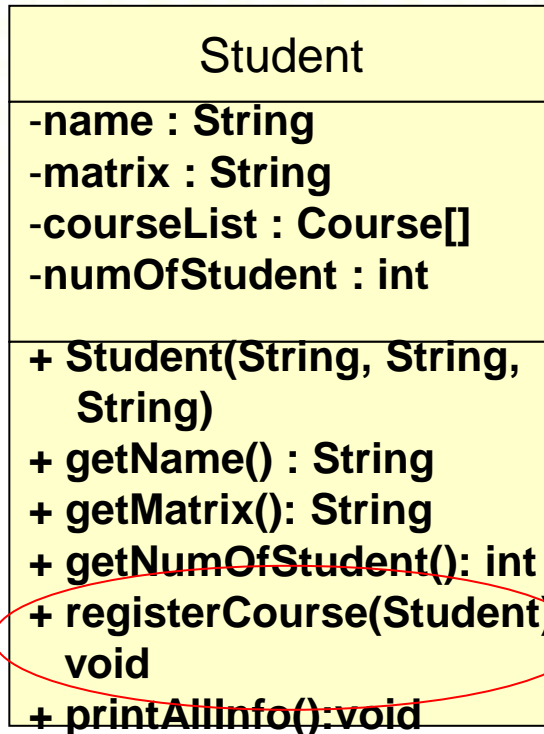 Student
-name : String
-matrix : String
-courseList : Course[]
-numOfStudent : int
+ Student(String, String,
String)
+ getName() : String
+ getMatrix(): String
+ getNumOfStudent(): int
+ registerCourse(Student)
void
+ printAllInfo():void